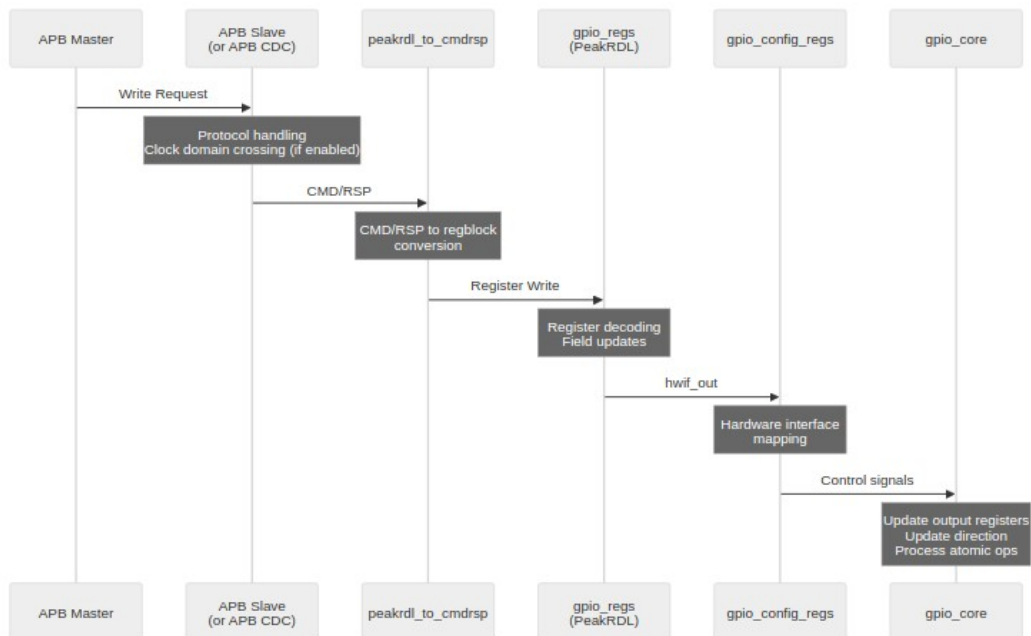 APB Master
APB Slave
(or APB CDC)
peakrdl_to_cmdrsp
gpio_regs
(PeakRDL)
gpio_config_regs
gpio_core
Write Request
Protocol handling
Clock domain crossing (if enabled)
CMD/RSP
CMD/RSP to regblock
conversion
Register Write
Register decoding
Field updates
hwif_out
Hardware interface
mapping
Control signals
Update output registers
Update direction
Process atomic ops
APB Master
APB Slave
(or APB CDC)
peakrdl_to_cmdrsp
gpio_regs
(PeakRDL)
gpio_config_regs
gpio_core